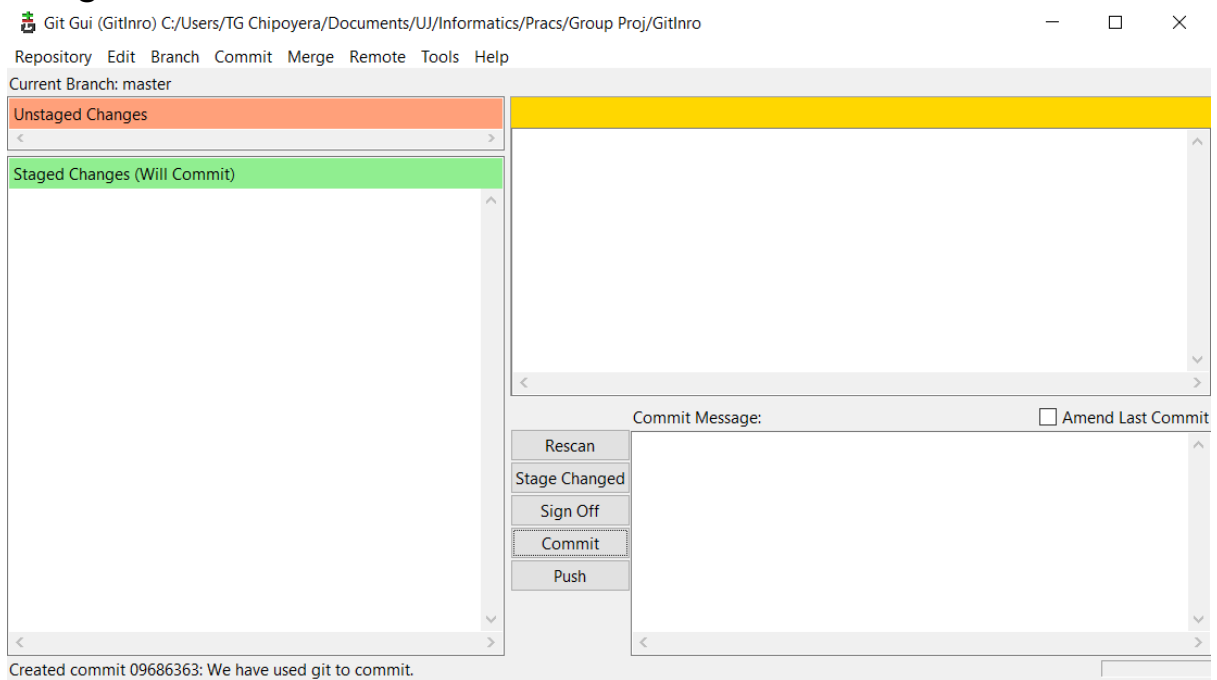 Git Gui (GitInro) C:/Users/TG Chipoyera/Documents/UJ/Informatics/Pracs/Group Proj/GitInro
Repository Edit Branch Commit Merge Remote Tools Help
Current Branch: master
Unstaged Changes
Staged Changes (Will Commit)
Commit Message:
Amend Last Commit
Rescan
Stage Changed
Sign Off
Commit
Push
Created commit 09686363: We have used git to commit.